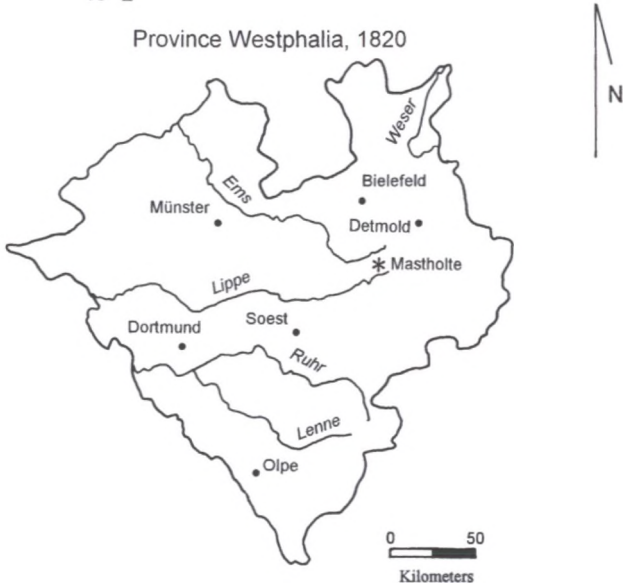 Province Westphalia, 1820
N
Weser
Ems
Bielefeld
Münster
Detmold
Mastholte
Lippe
Dortmund
Soest
Ruhr
Lenne
Olpe
0 50
Kilometers